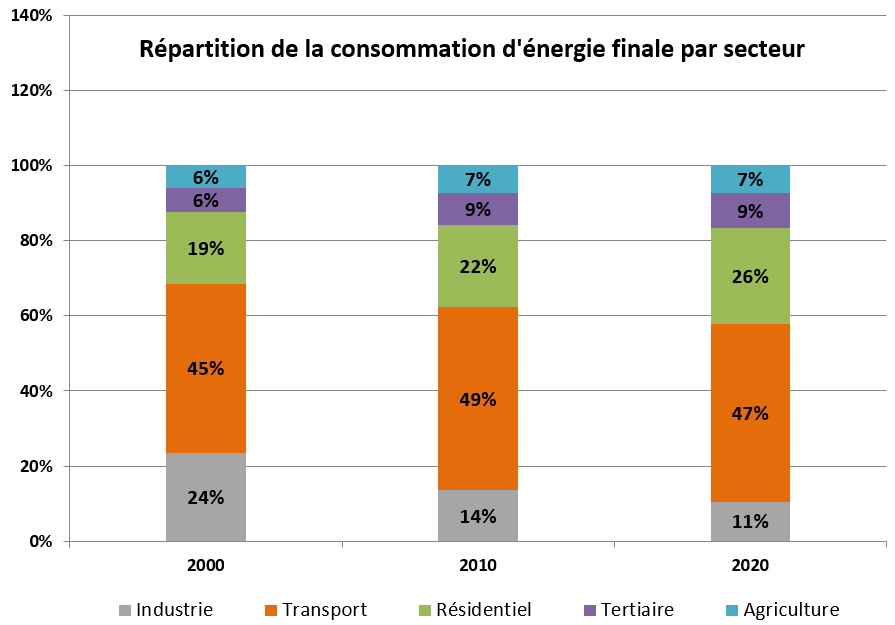 Répartition de la consommation d'énergie finale par secteur
140%
120%
100%
80%
60%
40%
20%
0%
6% 7% 7%
6% 9% 9%
19% 22% 26%
45% 49% 47%
24% 14% 11%
2000 2010 2020
Industrie Transport Résidentiel Tertiaire Agriculture